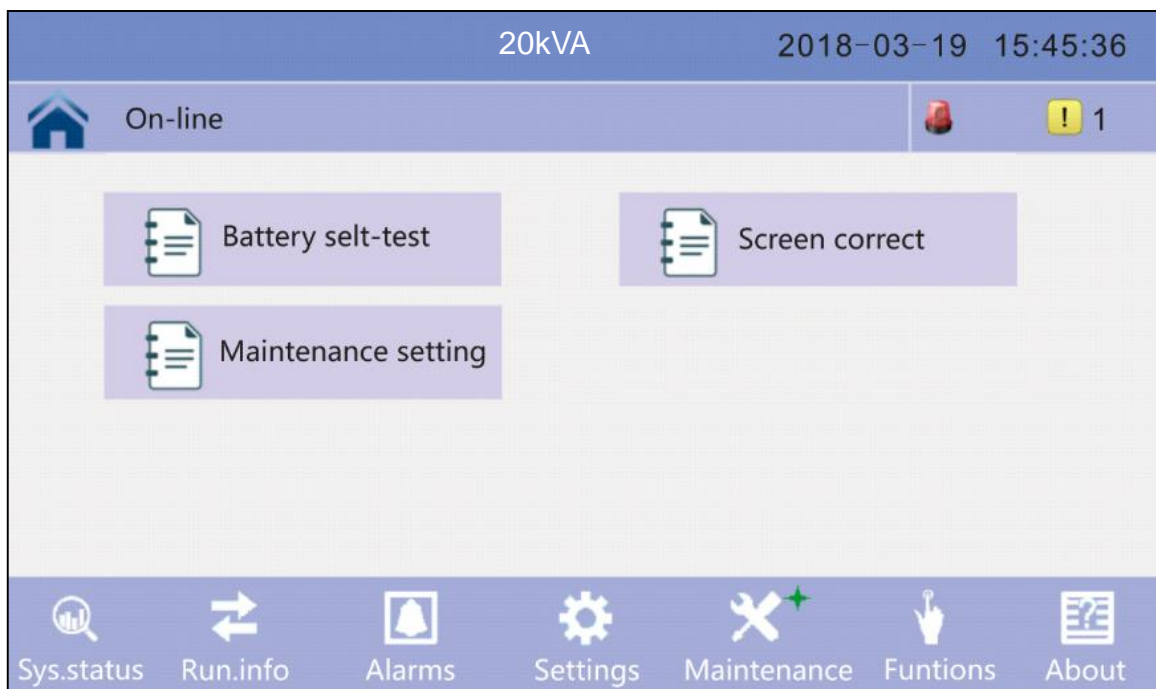 20kVA 2018-03-19 15:45:36
On-line ! 1
Battery selt-test Screen correct
Maintenance setting
Sys.status Run.info Alarms Settings Maintenance Funtions About